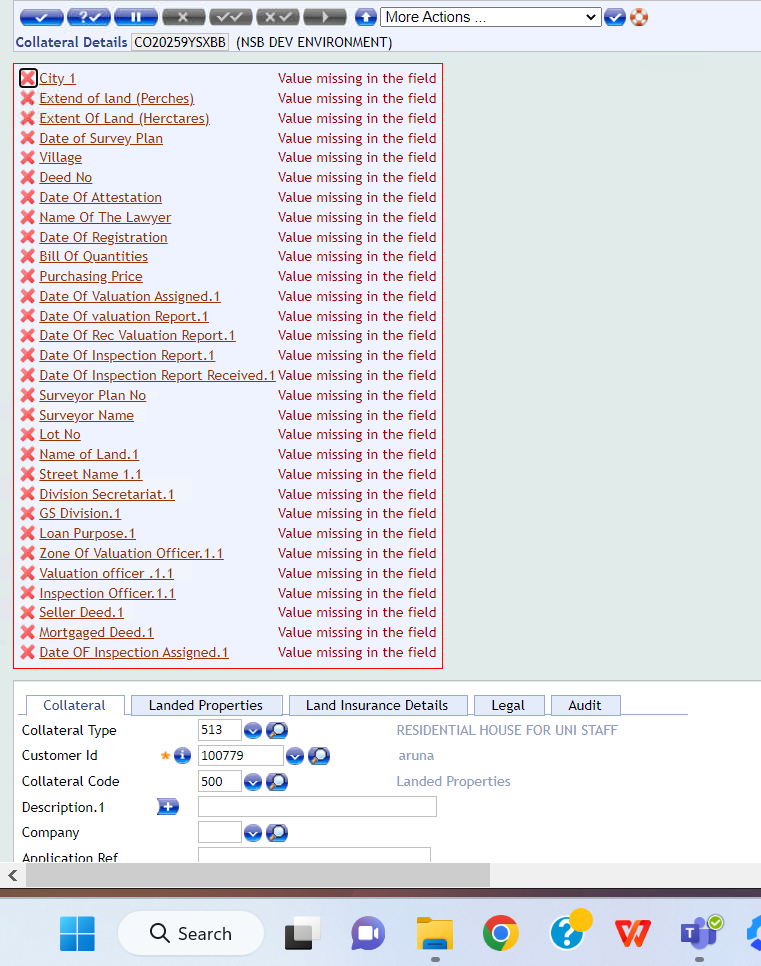 More Actions ...
Collateral Details CO20259YSXBB (NSB DEV ENVIRONMENT)
City 1 Value missing in the field
Extend of land (Perches) Value missing in the field
Extent Of Land (Herctares) Value missing in the field
Date of Survey Plan Value missing in the field
Village Value missing in the field
Deed No Value missing in the field
Date Of Attestation Value missing in the field
Name Of The Lawyer Value missing in the field
Date Of Registration Value missing in the field
Bill Of Quantities Value missing in the field
Purchasing Price Value missing in the field
Date Of Valuation Assigned.1 Value missing in the field
Date Of valuation Report.1 Value missing in the field
Date Of Rec Valuation Report.1 Value missing in the field
Date Of Inspection Report.1 Value missing in the field
Date Of Inspection Report Received.1 Value missing in the field
Surveyor Plan No Value missing in the field
Surveyor Name Value missing in the field
Lot No Value missing in the field
Name of Land.1 Value missing in the field
Street Name 1.1 Value missing in the field
Division Secretariat.1 Value missing in the field
GS Division.1 Value missing in the field
Loan Purpose.1 Value missing in the field
Zone Of Valuation Officer.1.1 Value missing in the field
Valuation officer .1.1 Value missing in the field
Inspection Officer.1.1 Value missing in the field
Seller Deed.1 Value missing in the field
Mortgaged Deed.1 Value missing in the field
Date OF Inspection Assigned.1 Value missing in the field
Collateral Landed Properties Land Insurance Details Legal Audit
Collateral Type 513 RESIDENTIAL HOUSE FOR UNI STAFF
Customer Id 100779 aruna
Collateral Code 500 Landed Properties
Description.1
Company
Application Ref
Search